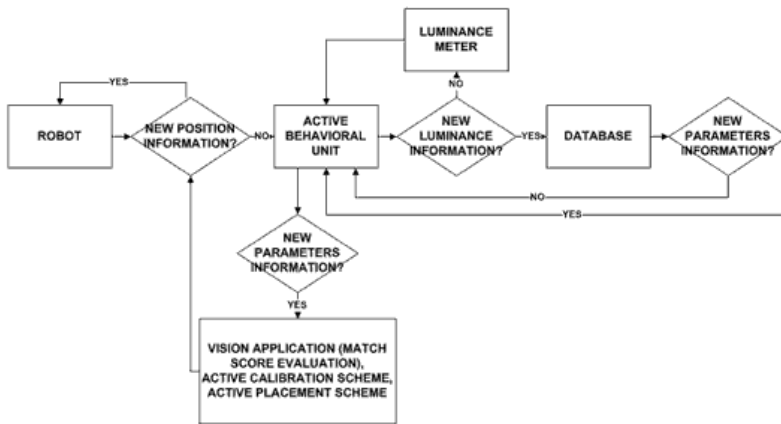 LUMINANCE
METER
YES
NO
ROBOT
NEW POSITION
INFORMATION?
NO
ACTIVE
BEHAVIORAL
UNIT
NEW
LUMINANCE
INFORMATION?
YES
DATABASE
NEW
PARAMETERS
INFORMATION?
NO
YES
NEW
PARAMETERS
INFORMATION?
YES
VISION APPLICATION (MATCH
SCORE EVALUATION),
ACTIVE CALIBRATION SCHEME,
ACTIVE PLACEMENT SCHEME